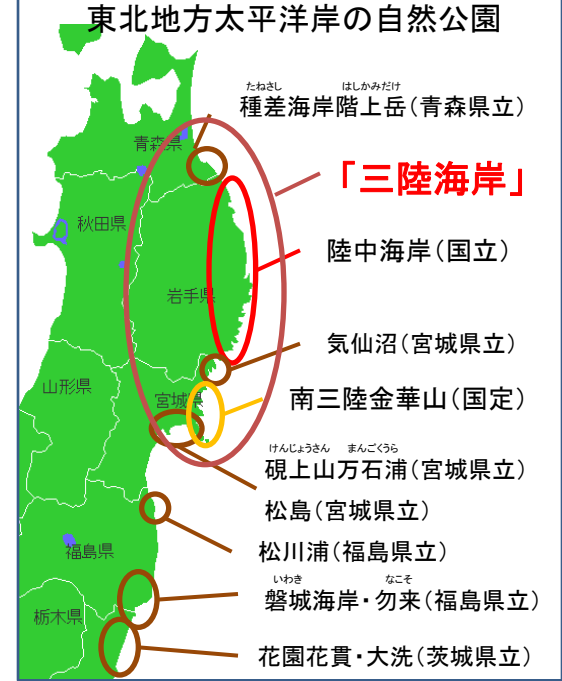 東北地方太平洋岸の自然公園
たねさし はしかみだけ
種差海岸階上岳(青森県立)
青森県
「三陸海岸」
秋田県
陸中海岸(国立)
岩手県
気仙沼(宮城県立)
山形県
宮城県
南三陸金華山(国定)
けんじょうさん まんごくうら
硯上山万石浦(宮城県立)
松島(宮城県立)
福島県
松川浦(福島県立)
いわき なこそ
磐城海岸・勿来(福島県立)
栃木県
花園花貫・大洗(茨城県立)